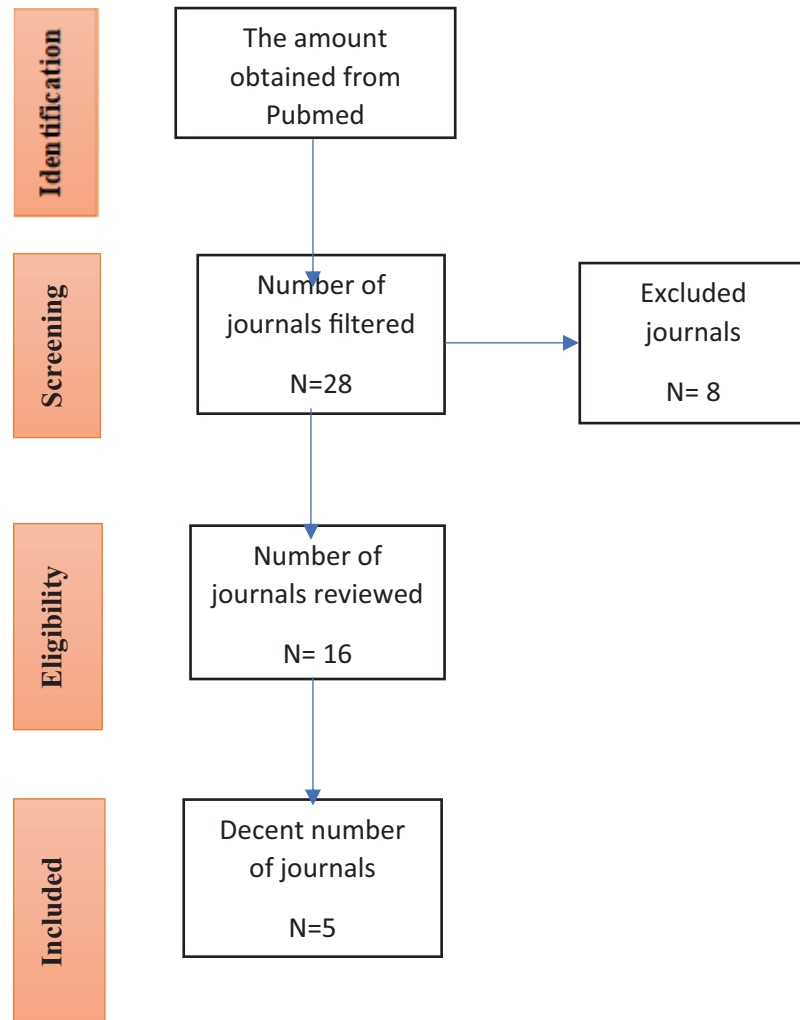 Identification
The amount
obtained from
Pubmed
Screening
Number of
journals filtered
N=28
Excluded
journals
N= 8
Eligibility
Number of
journals reviewed
N= 16
Included
Decent number
of journals
N=5